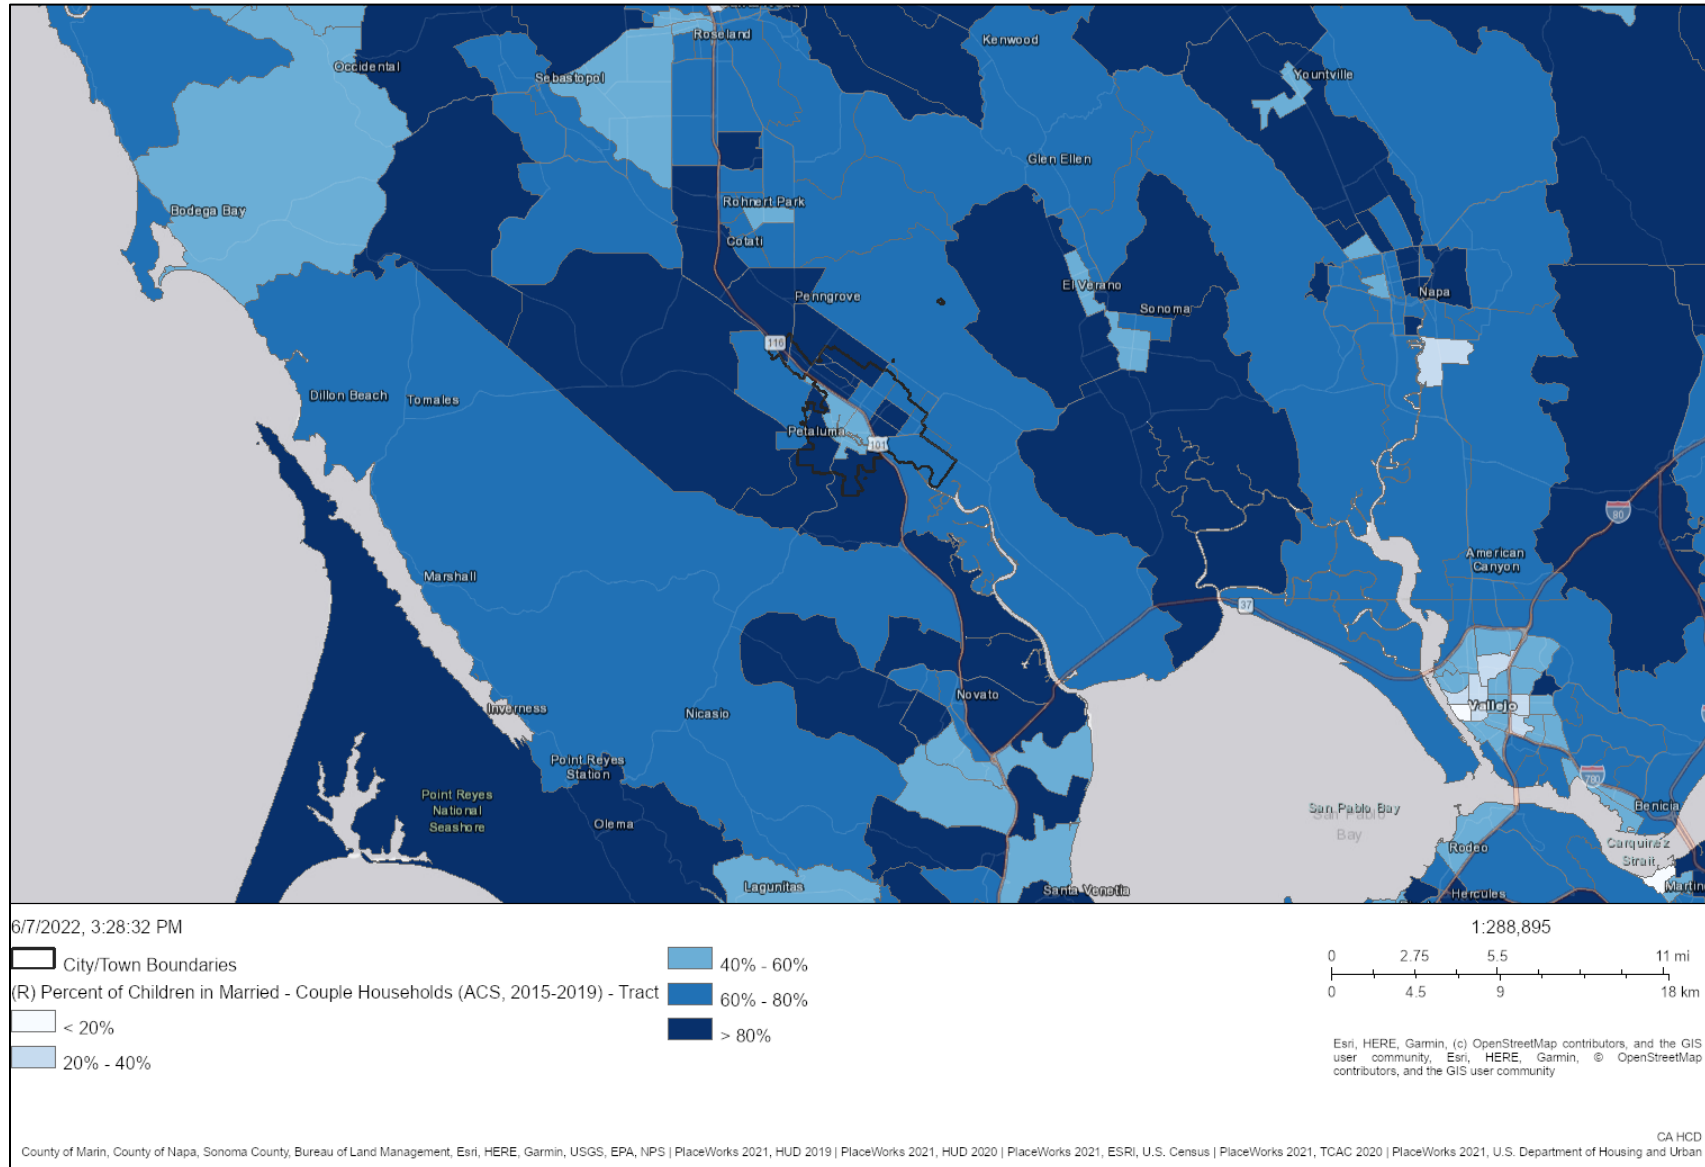 Roseland
Kenwood
Occidental
Sebastopol
Yountville
Glen Ellen
Bodega Bay
Rohnert Park
Cotati
El Verano
Penngrove
Sonoma
Napa
116
Dillon Beach
Tomales
Petaluma
101
80
American
Canyon
Marshall
37
Novato
Inverness
Nicasio
Vallejo
Point Reyes
Station
780
Point Reyes
National
Seashore
Olema
San Pablo Bay
San Pablo
Bay
Benicia
Rodeo
Carquinez
Strait
Lagunitas
Santa Venetia
Hercules
6/7/2022, 3:28:32 PM
City/Town Boundaries
(R) Percent of Children in Married - Couple Households (ACS, 2015-2019) - Tract
< 20%
20% - 40%
40% - 60%
60% - 80%
> 80%
1:288,895
0 2.75 5.5 11 mi
0 4.5 9 18 km
Esri, HERE, Garmin, (c) OpenStreetMap contributors, and the GIS
user community, Esri, HERE, Garmin, © OpenStreetMap
contributors, and the GIS user community
CA HCD
County of Marin, County of Napa, Sonoma County, Bureau of Land Management, Esri, HERE, Garmin, USGS, EPA, NPS | PlaceWorks 2021, HUD 2019 | PlaceWorks 2021, HUD 2020 | PlaceWorks 2021, ESRI, U.S. Census | PlaceWorks 2021, TCAC 2020 | PlaceWorks 2021, U.S. Department of Housing and Urban